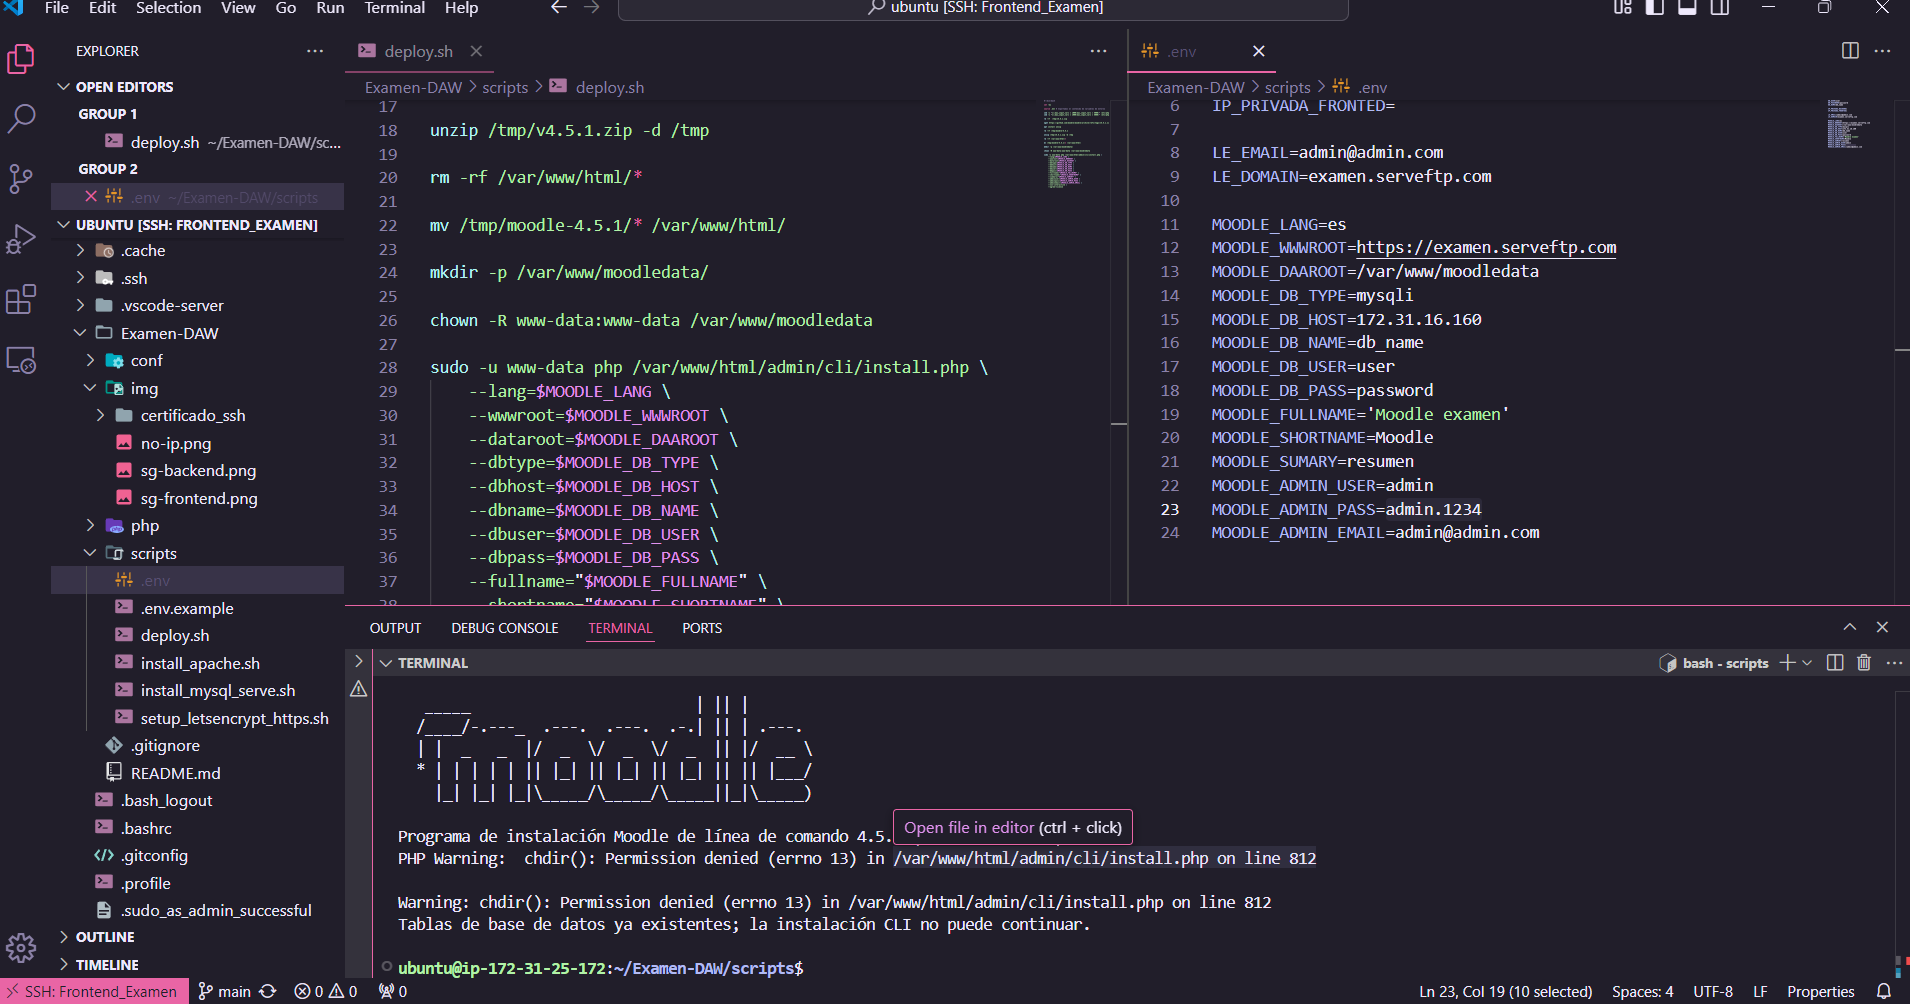 File Edit Selection View Go Run Terminal Help
ubuntu [SSH: Frontend_Examen]
EXPLORER
OPEN EDITORS
GROUP 1
deploy.sh ~/Examen-DAW/sc...
GROUP 2
.env ~/Examen-DAW/scripts
UBUNTU [SSH: FRONTEND_EXAMEN]
.cache
.ssh
.vscode-server
Examen-DAW
conf
img
certificado_ssh
no-ip.png
sg-backend.png
sg-frontend.png
php
scripts
.env
.env.example
deploy.sh
install_apache.sh
install_mysql_serve.sh
setup_letsencrypt_https.sh
.gitignore
README.md
.bash_logout
.bashrc
.gitconfig
.profile
.sudo_as_admin_successful
OUTLINE
TIMELINE
deploy.sh
Examen-DAW > scripts > deploy.sh
17
18 unzip /tmp/v4.5.1.zip -d /tmp
19
20 rm -rf /var/www/html/*
21
22 mv /tmp/moodle-4.5.1/* /var/www/html/
23
24 mkdir -p /var/www/moodledata/
25
26 chown -R www-data:www-data /var/www/moodledata
27
28 sudo -u www-data php /var/www/html/admin/cli/install.php \
29 --lang=$MOODLE_LANG \
30 --wwwroot=$MOODLE_WWWROOT \
31 --dataroot=$MOODLE_DAAROOT \
32 --dbtype=$MOODLE_DB_TYPE \
33 --dbhost=$MOODLE_DB_HOST \
34 --dbname=$MOODLE_DB_NAME \
35 --dbuser=$MOODLE_DB_USER \
36 --dbpass=$MOODLE_DB_PASS \
37 --fullname="$MOODLE_FULLNAME" \
38 --shortname="$MOODLE_SHORTNAME" \
.env
Examen-DAW > scripts > .env
6 IP_PRIVADA_FRONTED=
7
8 LE_EMAIL=admin@admin.com
9 LE_DOMAIN=examen.serveftp.com
10
11 MOODLE_LANG=es
12 MOODLE_WWWROOT=https://examen.serveftp.com
13 MOODLE_DAAROOT=/var/www/moodledata
14 MOODLE_DB_TYPE=mysqli
15 MOODLE_DB_HOST=172.31.16.160
16 MOODLE_DB_NAME=db_name
17 MOODLE_DB_USER=user
18 MOODLE_DB_PASS=password
19 MOODLE_FULLNAME='Moodle examen'
20 MOODLE_SHORTNAME=Moodle
21 MOODLE_SUMARY=resumen
22 MOODLE_ADMIN_USER=admin
23 MOODLE_ADMIN_PASS=admin.1234
24 MOODLE_ADMIN_EMAIL=admin@admin.com
OUTPUT DEBUG CONSOLE TERMINAL PORTS
TERMINAL
bash - scripts
moodle
Programa de instalación Moodle de línea de comando 4.5.
Open file in editor (ctrl + click)
PHP Warning: chdir(): Permission denied (errno 13) in /var/www/html/admin/cli/install.php on line 812
Warning: chdir(): Permission denied (errno 13) in /var/www/html/admin/cli/install.php on line 812
Tablas de base de datos ya existentes; la instalación CLI no puede continuar.
ubuntu@ip-172-31-25-172:~/Examen-DAW/scripts$
SSH: Frontend_Examen main 0 0 0
Ln 23, Col 19 (10 selected) Spaces: 4 UTF-8 LF Properties